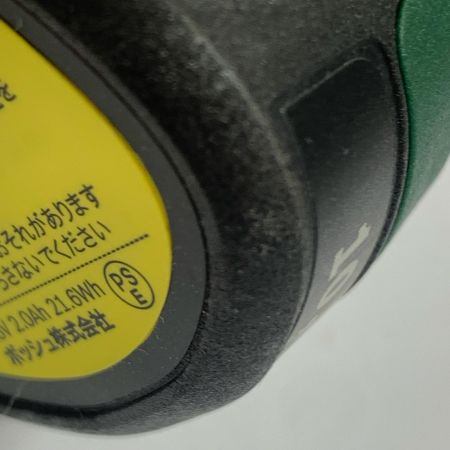 を
おそれがあります
さないでください
V 2.0Ah 21.6Wh
PS
E
ボッシュ株式会社